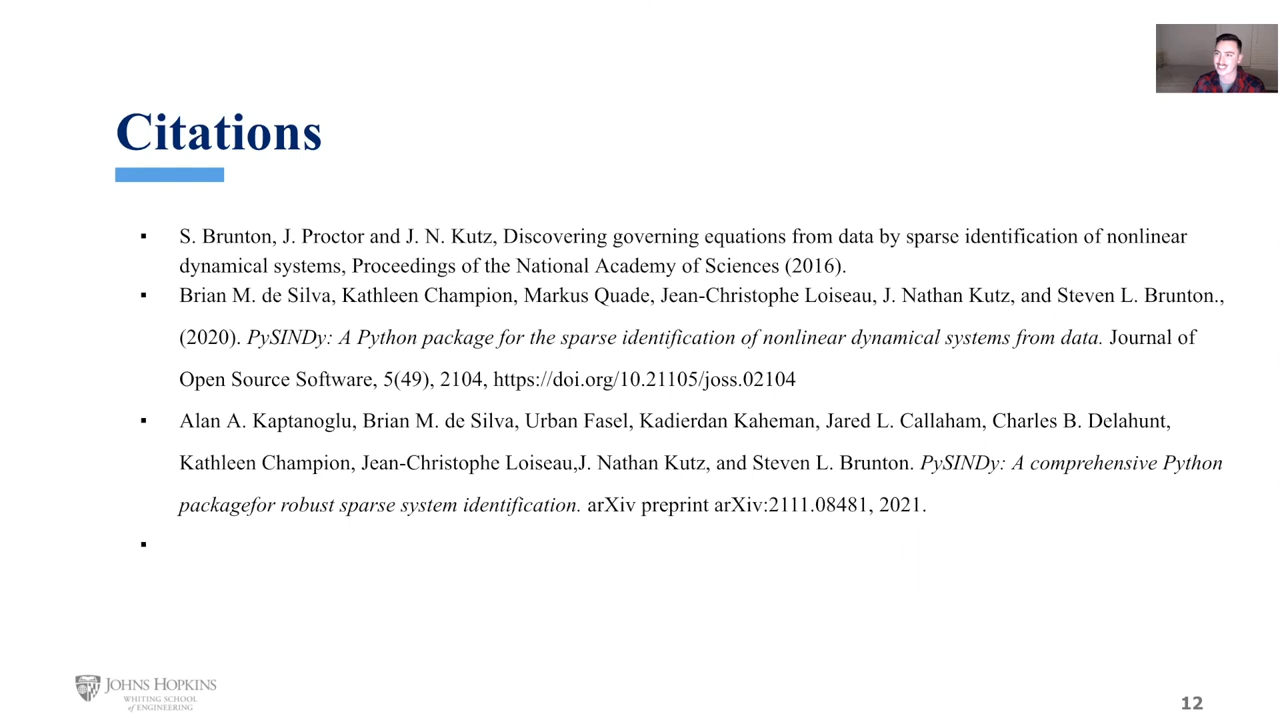 Citations
▪ S. Brunton, J. Proctor and J. N. Kutz, Discovering governing equations from data by sparse identification of nonlinear
dynamical systems, Proceedings of the National Academy of Sciences (2016).
▪ Brian M. de Silva, Kathleen Champion, Markus Quade, Jean-Christophe Loiseau, J. Nathan Kutz, and Steven L. Brunton.,
(2020). PySINDy: A Python package for the sparse identification of nonlinear dynamical systems from data. Journal of
Open Source Software, 5(49), 2104, https://doi.org/10.21105/joss.02104
▪ Alan A. Kaptanoglu, Brian M. de Silva, Urban Fasel, Kadierdan Kaheman, Jared L. Callaham, Charles B. Delahunt,
Kathleen Champion, Jean-Christophe Loiseau,J. Nathan Kutz, and Steven L. Brunton. PySINDy: A comprehensive Python
packagefor robust sparse system identification. arXiv preprint arXiv:2111.08481, 2021.
▪
JOHNS HOPKINS
WHITING SCHOOL
of ENGINEERING
12